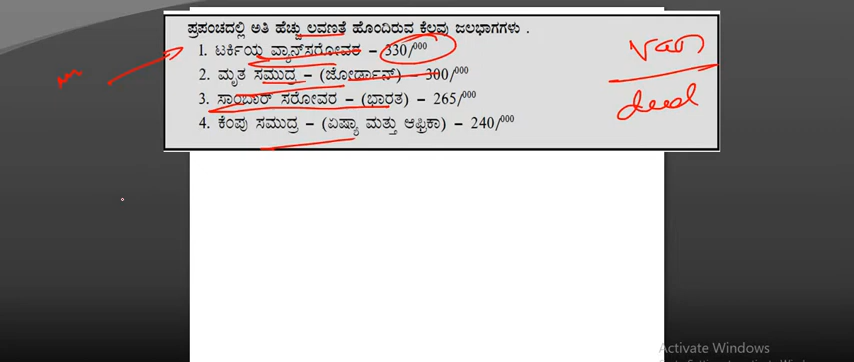 ಪ್ರಪಂಚದಲ್ಲಿ ಅತಿ ಹೆಚ್ಚು ಲವಣತೆ ಹೊಂದಿರುವ ಕೆಲವು ಜಲಭಾಗಗಳು .
1. ಟರ್ಕಿಯ ವ್ಯಾನ್‌ಸರೋವರ – 330/000
2. ಮೃತ ಸಮುದ್ರ – (ಜೋರ್ಡಾನ್) – 300/000
3. ಸಾಂಬಾರ್ ಸರೋವರ – (ಭಾರತ) – 265/000
4. ಕೆಂಪು ಸಮುದ್ರ – (ಏಷ್ಯಾ ಮತ್ತು ಆಫ್ರಿಕಾ) – 240/000
van
dead
Activate Windows